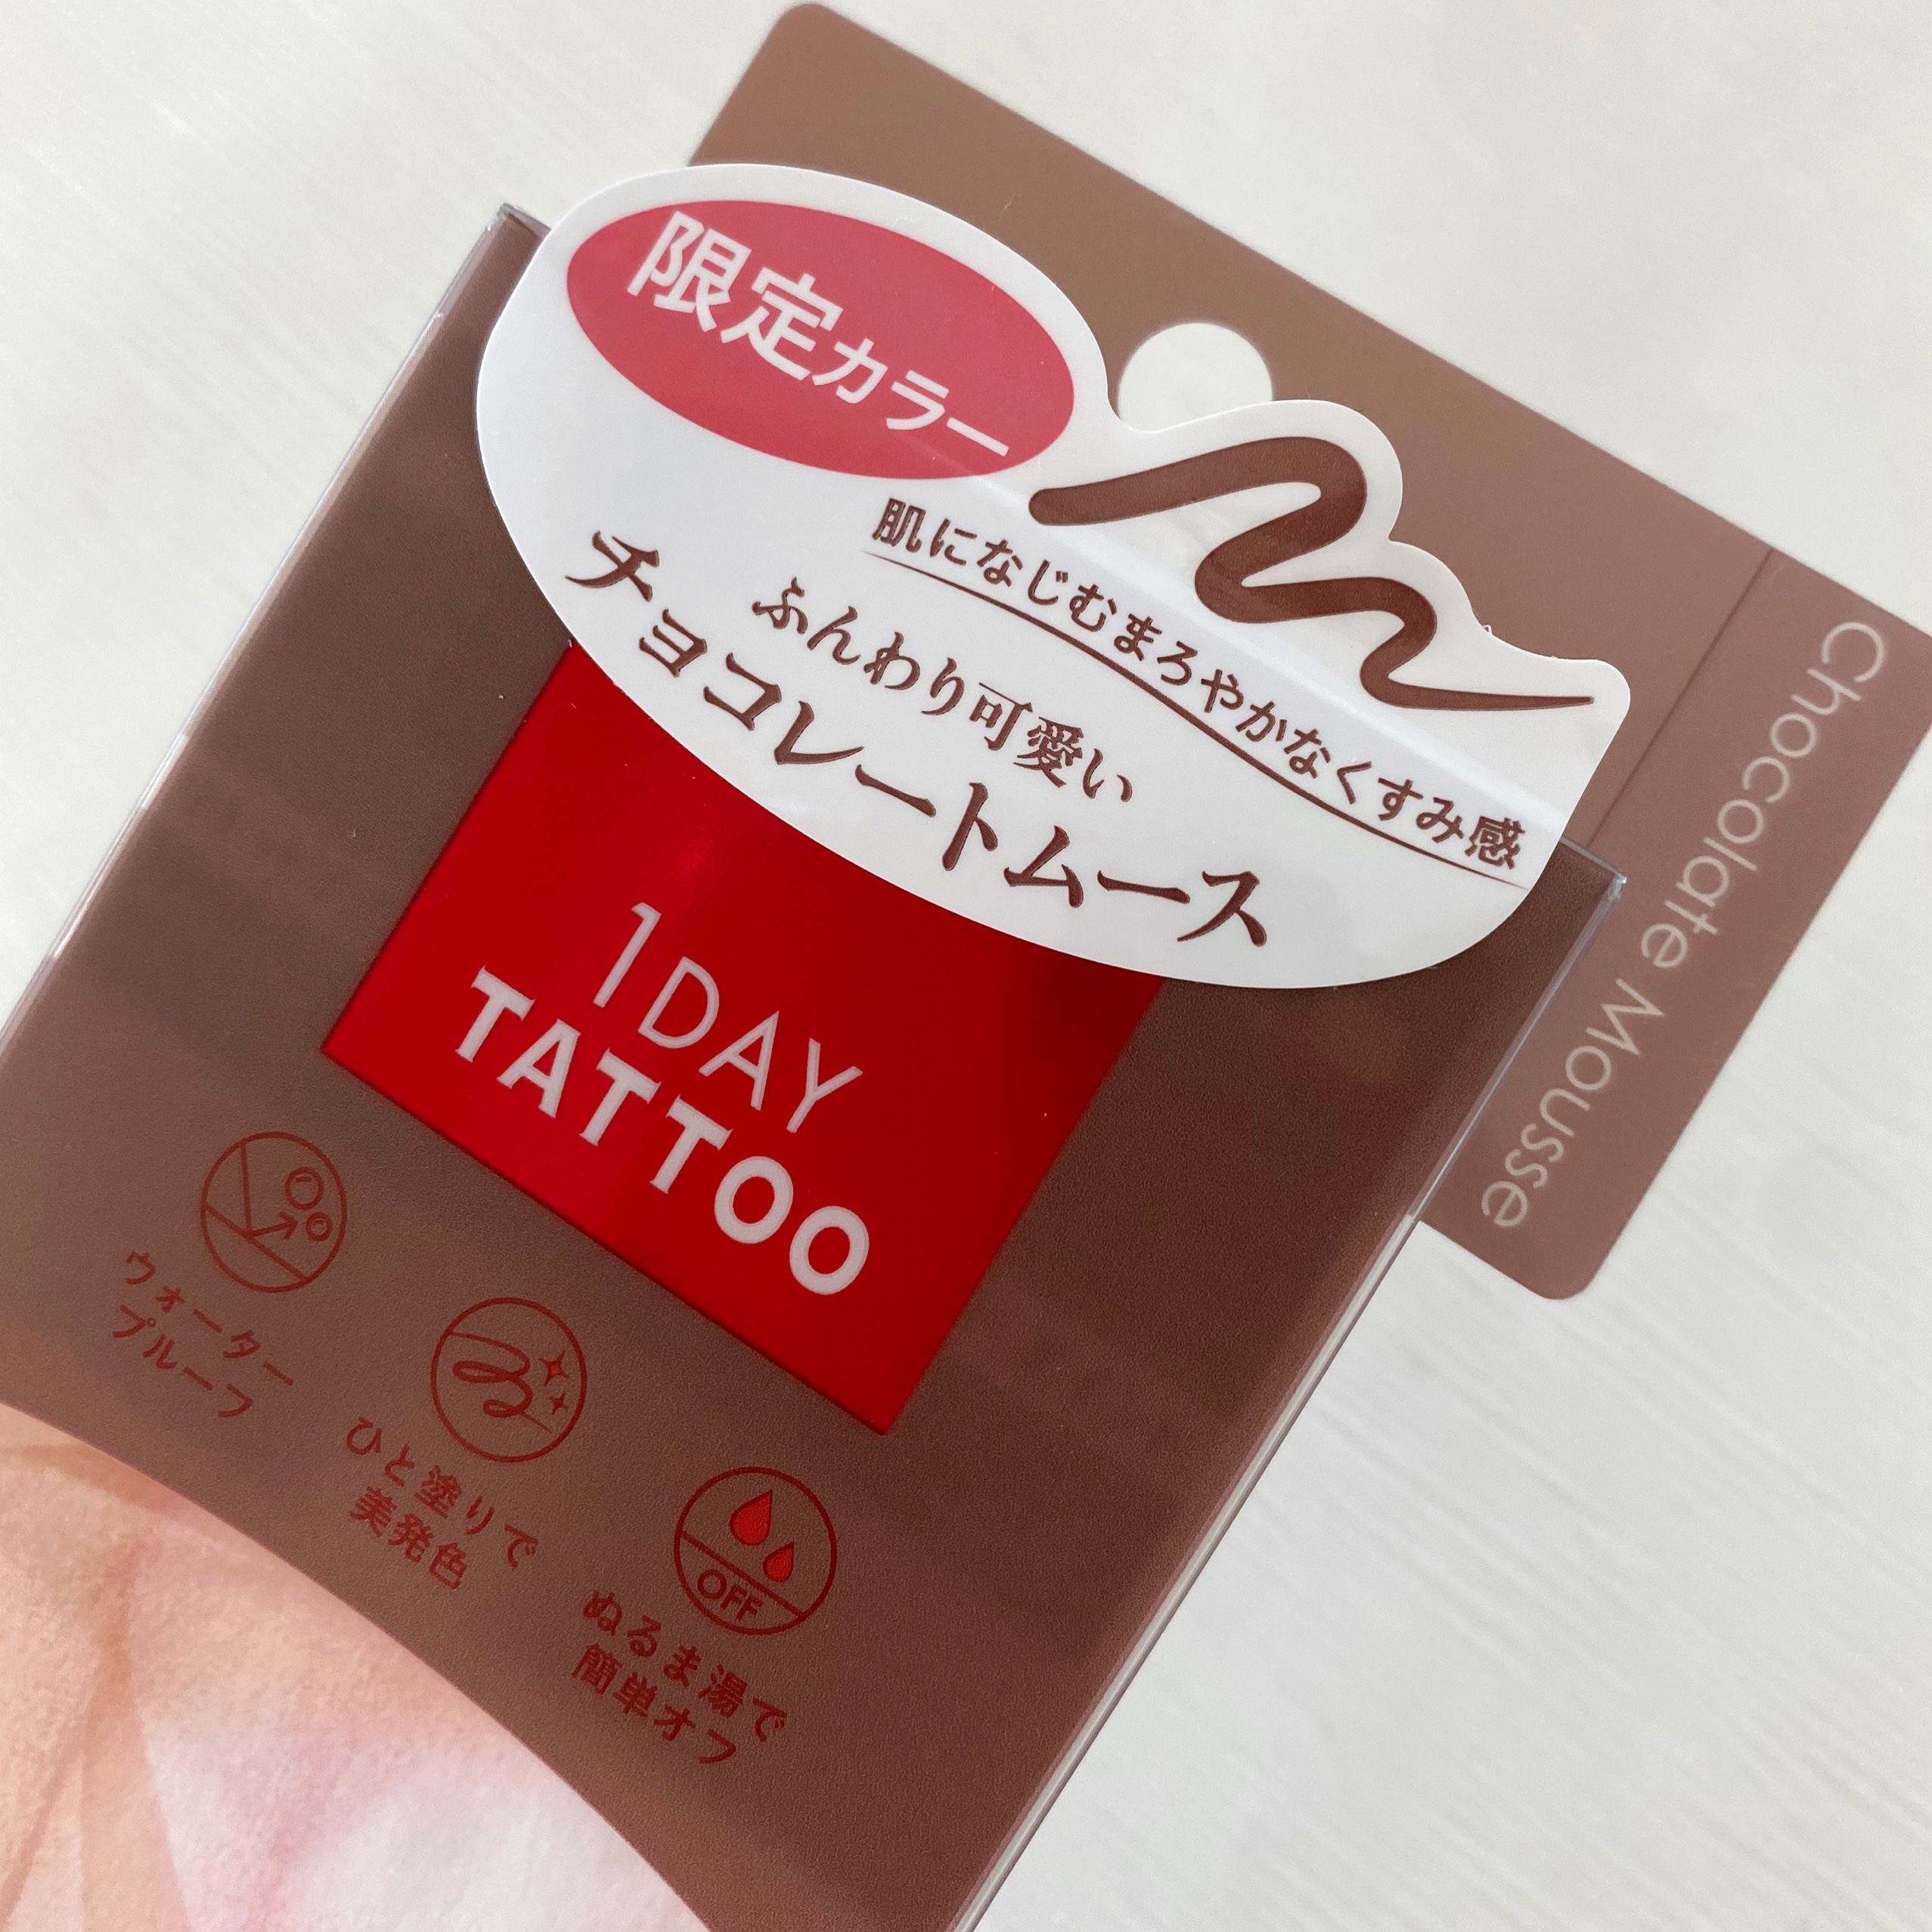 限定カラー
肌になじむまろやかなくすみ感
ふんわり可愛い
チョコレートムース
Chocolate Mousse
1DAY
TATTOO
ウォーター
プルーフ
ひと塗りで
美発色
OFF
ぬるま湯で
簡単オフ